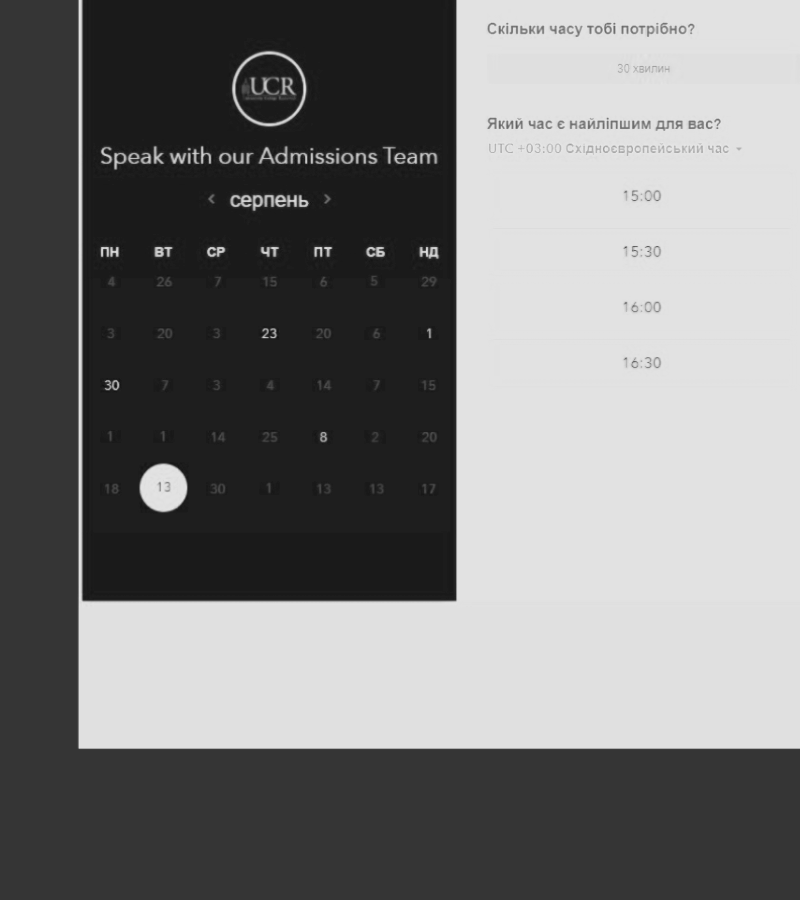 UCR
Speak with our Admissions Team
серпень
ПН ВТ СР ЧТ ПТ СБ НД
4 26 7 15 6 5 29
3 20 3 23 20 6 1
30 7 3 4 14 7 15
1 1 14 25 8 2 20
18 13 30 1 13 13 17
Скільки часу тобі потрібно?
30 хвилин
Який час є найліпшим для вас?
UTC +03:00 Східноєвропейський час
15:00
15:30
16:00
16:30